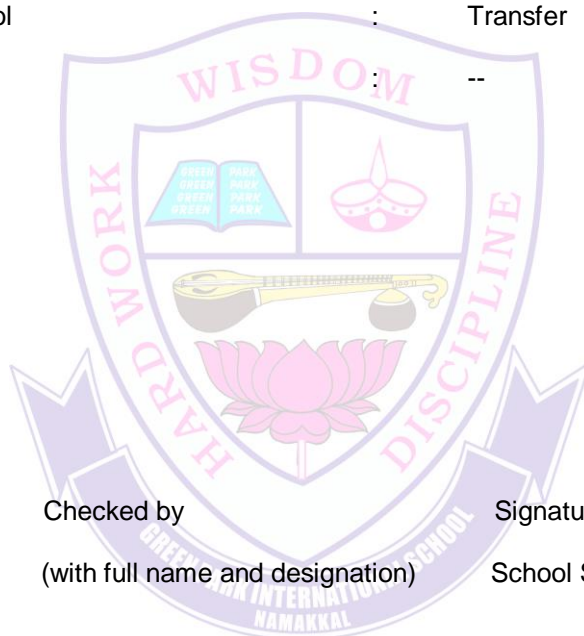 ol : Transfer
: --
WISDOM
HARD WORK
DISCIPLINE
GREEN PARK
GREEN PARK
GREEN PARK
GREEN PARK
Checked by Signatu
(with full name and designation) School S
GREEN PARK INTERNATIONAL SCHOOL
NAMAKKAL